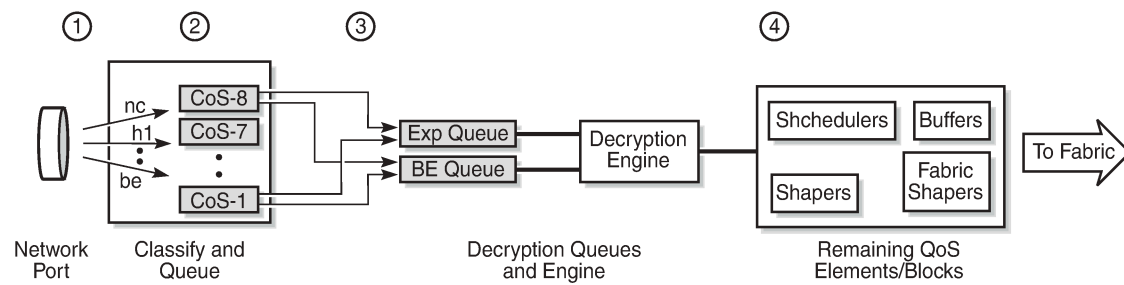 1
2
3
4
nc
h1
be
CoS-8
CoS-7
CoS-1
Exp Queue
BE Queue
Decryption
Engine
Shchedulers
Buffers
Shapers
Fabric
Shapers
To Fabric
Network
Port
Classify and
Queue
Decryption Queues
and Engine
Remaining QoS
Elements/Blocks